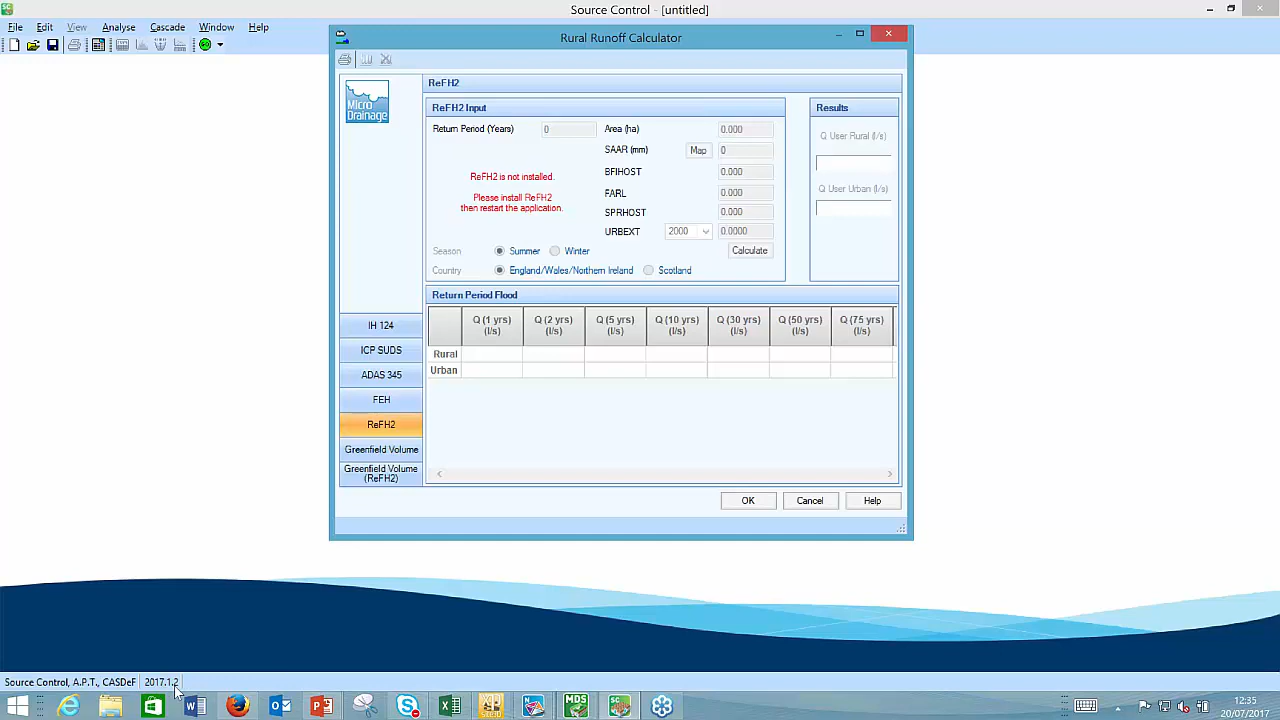 Source Control - [untitled]
File Edit View Analyse Cascade Window Help
Rural Runoff Calculator
Micro
Drainage
ReFH2
ReFH2 Input
Results
Return Period (Years) 0 Area (ha) 0.000
Q User Rural (l/s)
SAAR (mm) Map 0
ReFH2 is not installed.
BFIHOST 0.000
Please install ReFH2
then restart the application.
FARL 0.000
Q User Urban (l/s)
SPRHOST 0.000
URBEXT 2000 0.0000
Season Summer Winter Calculate
Country England/Wales/Northern Ireland Scotland
Return Period Flood
Q (1 yrs) (l/s) Q (2 yrs) (l/s) Q (5 yrs) (l/s) Q (10 yrs) (l/s) Q (30 yrs) (l/s) Q (50 yrs) (l/s) Q (75 yrs) (l/s)
Rural
Urban
IH 124
ICP SUDS
ADAS 345
FEH
ReFH2
Greenfield Volume
Greenfield Volume
(ReFH2)
OK Cancel Help
Source Control, A.P.T., CASDeF 2017.1.2
MDS
SC
12:35
20/07/2017